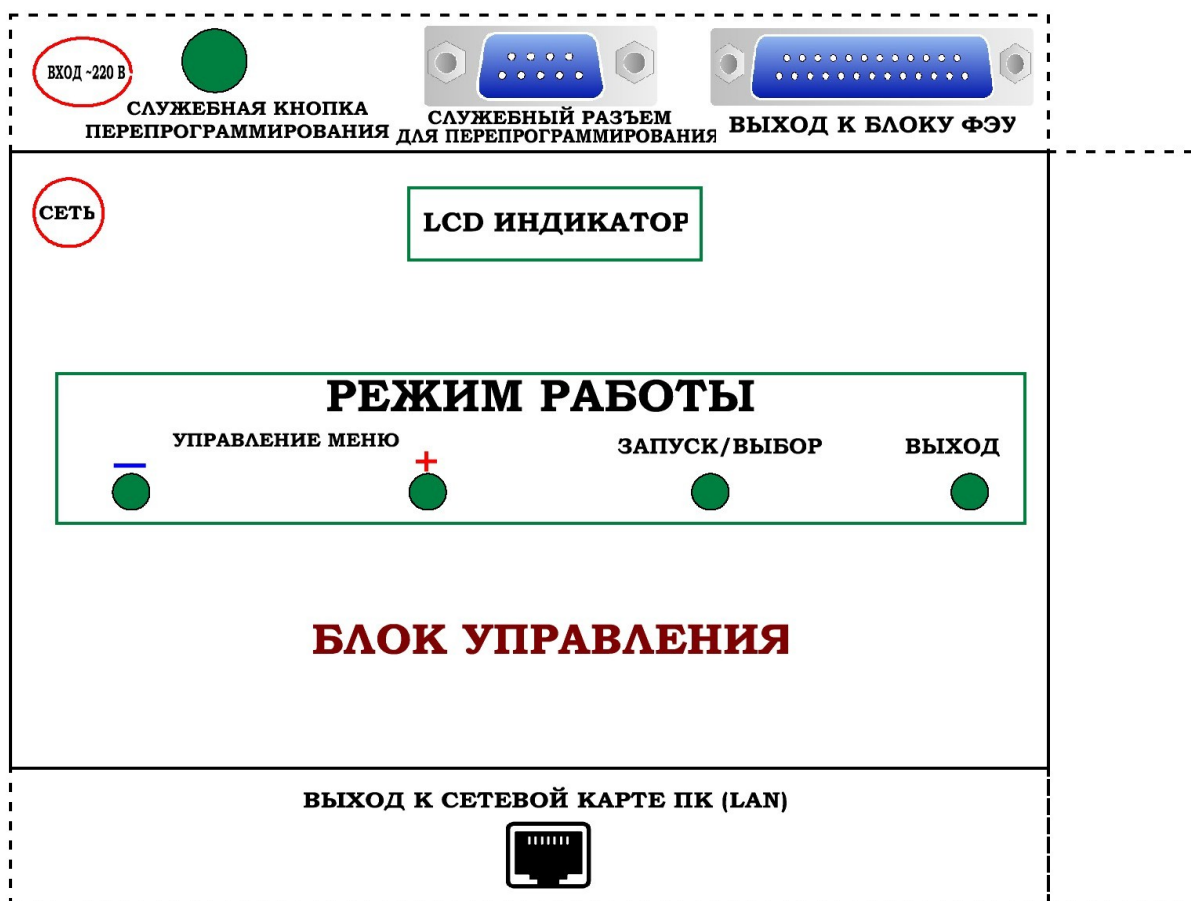 ВХОД ~220 В
СЛУЖЕБНАЯ КНОПКА
ПЕРЕПРОГРАММИРОВАНИЯ
СЛУЖЕБНЫЙ РАЗЪЕМ
ДЛЯ ПЕРЕПРОГРАММИРОВАНИЯ
ВЫХОД К БЛОКУ ФЭУ
СЕТЬ
LCD ИНДИКАТОР
РЕЖИМ РАБОТЫ
УПРАВЛЕНИЕ МЕНЮ
− +
ЗАПУСК/ВЫБОР
ВЫХОД
БЛОК УПРАВЛЕНИЯ
ВЫХОД К СЕТЕВОЙ КАРТЕ ПК (LAN)